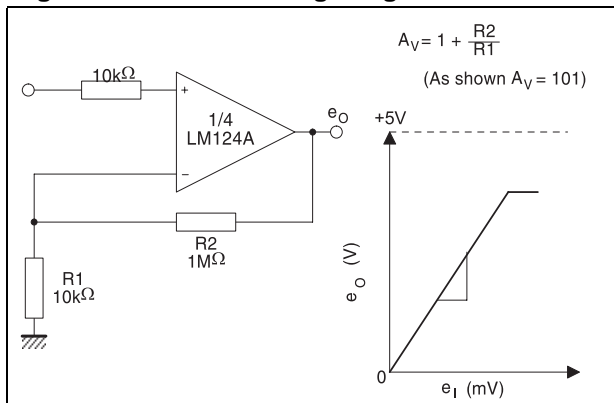 A_V = 1 + R2/R1
(As shown A_V = 101)
10kΩ
+
1/4
LM124A
−
e_O
R2
1MΩ
R1
10kΩ
+5V
e_O (V)
0
e_I (mV)